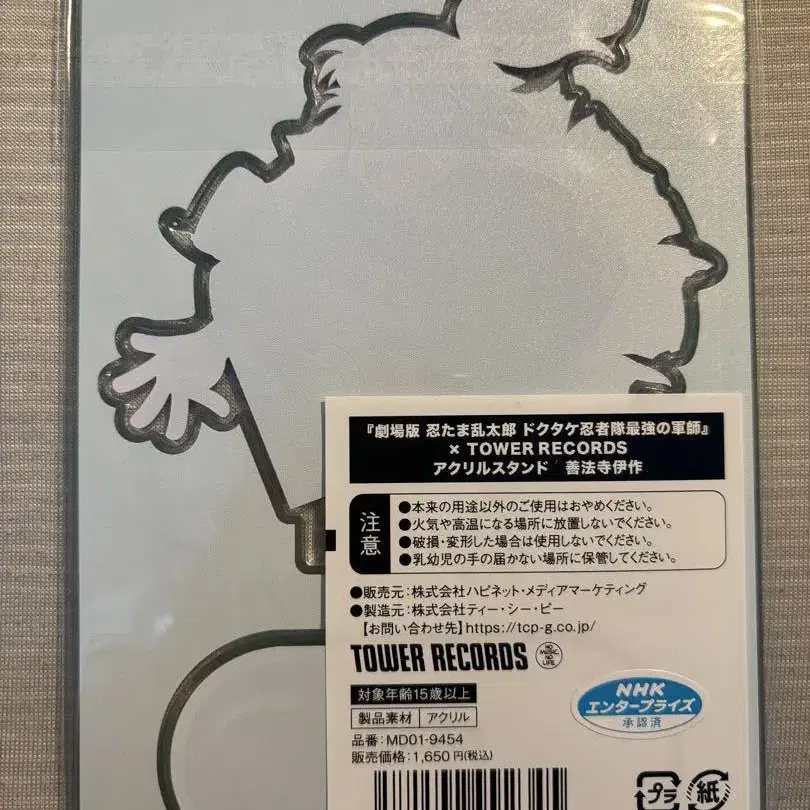 『劇場版 忍たま乱太郎 ドクタケ忍者隊最強の軍師』
× TOWER RECORDS
アクリルスタンド 善法寺伊作
注意
●本来の用途以外のご使用はおやめください。
●火気や高温になる場所に放置しないでください。
●破損・変形した場合は使用しないでください。
●乳幼児の手の届かない場所に保管してください。
●販売元:株式会社ハピネット・メディアマーケティング
●製造元:株式会社ティー・シー・ピー
【お問い合わせ先】https://tcp-g.co.jp/
TOWER RECORDS NO MUSIC, NO LIFE.
対象年齢15歳以上
製品素材 アクリル
品番:MD01-9454
販売価格:1,650円(税込)
NHK
エンタープライズ
承認済
プラ 紙